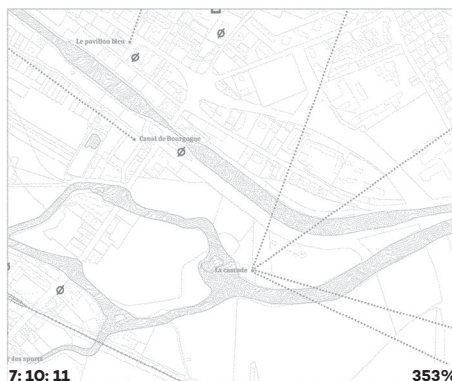 Le pavillon bleu
Canal de Bourgogne
La cascade
des sports
7: 10: 11
353%